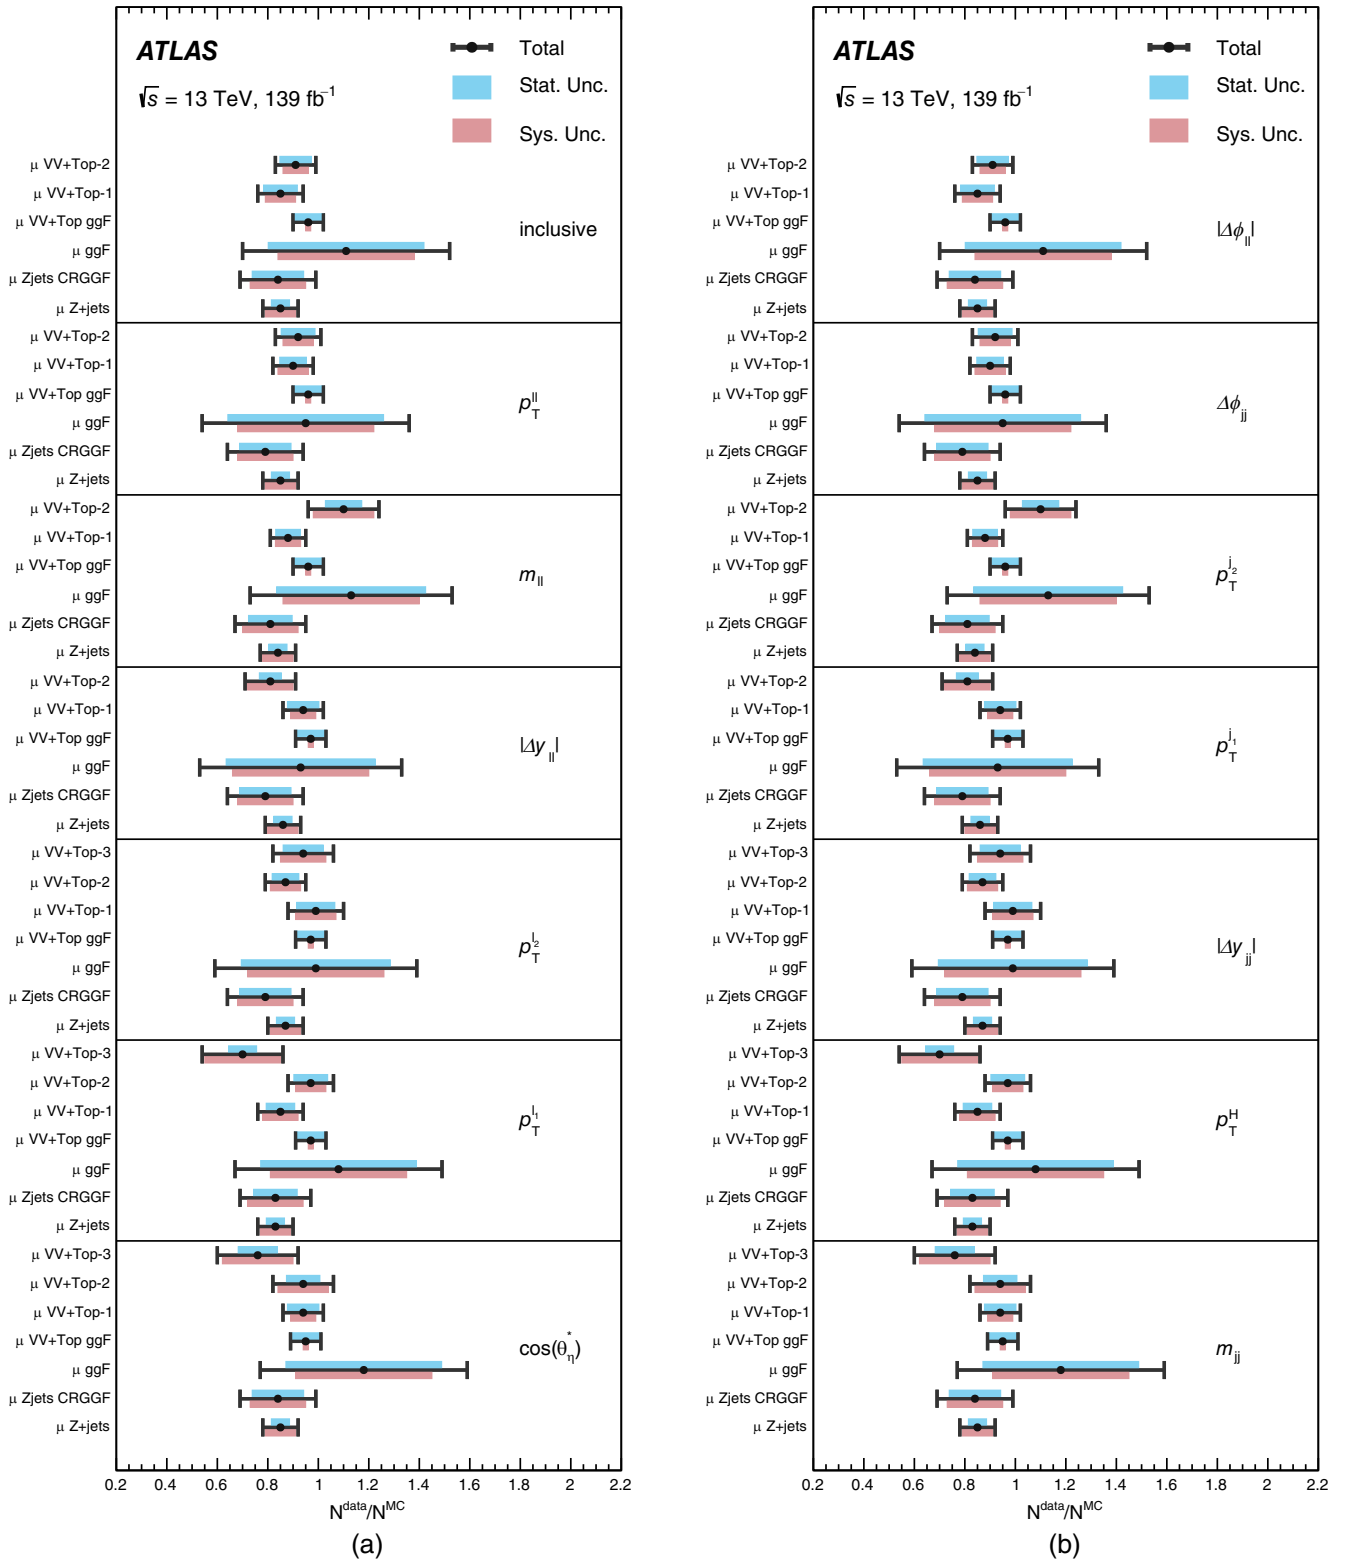 ATLAS
√s = 13 TeV, 139 fb⁻¹
Total
Stat. Unc.
Sys. Unc.
μ VV+Top-2
μ VV+Top-1
μ VV+Top ggF
μ ggF
μ Zjets CRGGF
μ Z+jets
inclusive
μ VV+Top-2
μ VV+Top-1
μ VV+Top ggF
μ ggF
μ Zjets CRGGF
μ Z+jets
p_T^ll
μ VV+Top-2
μ VV+Top-1
μ VV+Top ggF
μ ggF
μ Zjets CRGGF
μ Z+jets
m_ll
μ VV+Top-2
μ VV+Top-1
μ VV+Top ggF
μ ggF
μ Zjets CRGGF
μ Z+jets
|Δy_ll|
μ VV+Top-3
μ VV+Top-2
μ VV+Top-1
μ VV+Top ggF
μ ggF
μ Zjets CRGGF
μ Z+jets
p_T^l₂
μ VV+Top-3
μ VV+Top-2
μ VV+Top-1
μ VV+Top ggF
μ ggF
μ Zjets CRGGF
μ Z+jets
p_T^l₁
μ VV+Top-3
μ VV+Top-2
μ VV+Top-1
μ VV+Top ggF
μ ggF
μ Zjets CRGGF
μ Z+jets
cos(θ*_η)
0.2 0.4 0.6 0.8 1 1.2 1.4 1.6 1.8 2 2.2
N^data/N^MC
(a)
ATLAS
√s = 13 TeV, 139 fb⁻¹
Total
Stat. Unc.
Sys. Unc.
μ VV+Top-2
μ VV+Top-1
μ VV+Top ggF
μ ggF
μ Zjets CRGGF
μ Z+jets
|Δϕ_ll|
μ VV+Top-2
μ VV+Top-1
μ VV+Top ggF
μ ggF
μ Zjets CRGGF
μ Z+jets
Δϕ_jj
μ VV+Top-2
μ VV+Top-1
μ VV+Top ggF
μ ggF
μ Zjets CRGGF
μ Z+jets
p_T^j₂
μ VV+Top-2
μ VV+Top-1
μ VV+Top ggF
μ ggF
μ Zjets CRGGF
μ Z+jets
p_T^j₁
μ VV+Top-3
μ VV+Top-2
μ VV+Top-1
μ VV+Top ggF
μ ggF
μ Zjets CRGGF
μ Z+jets
|Δy_jj|
μ VV+Top-3
μ VV+Top-2
μ VV+Top-1
μ VV+Top ggF
μ ggF
μ Zjets CRGGF
μ Z+jets
p_T^H
μ VV+Top-3
μ VV+Top-2
μ VV+Top-1
μ VV+Top ggF
μ ggF
μ Zjets CRGGF
μ Z+jets
m_jj
0.2 0.4 0.6 0.8 1 1.2 1.4 1.6 1.8 2 2.2
N^data/N^MC
(b)